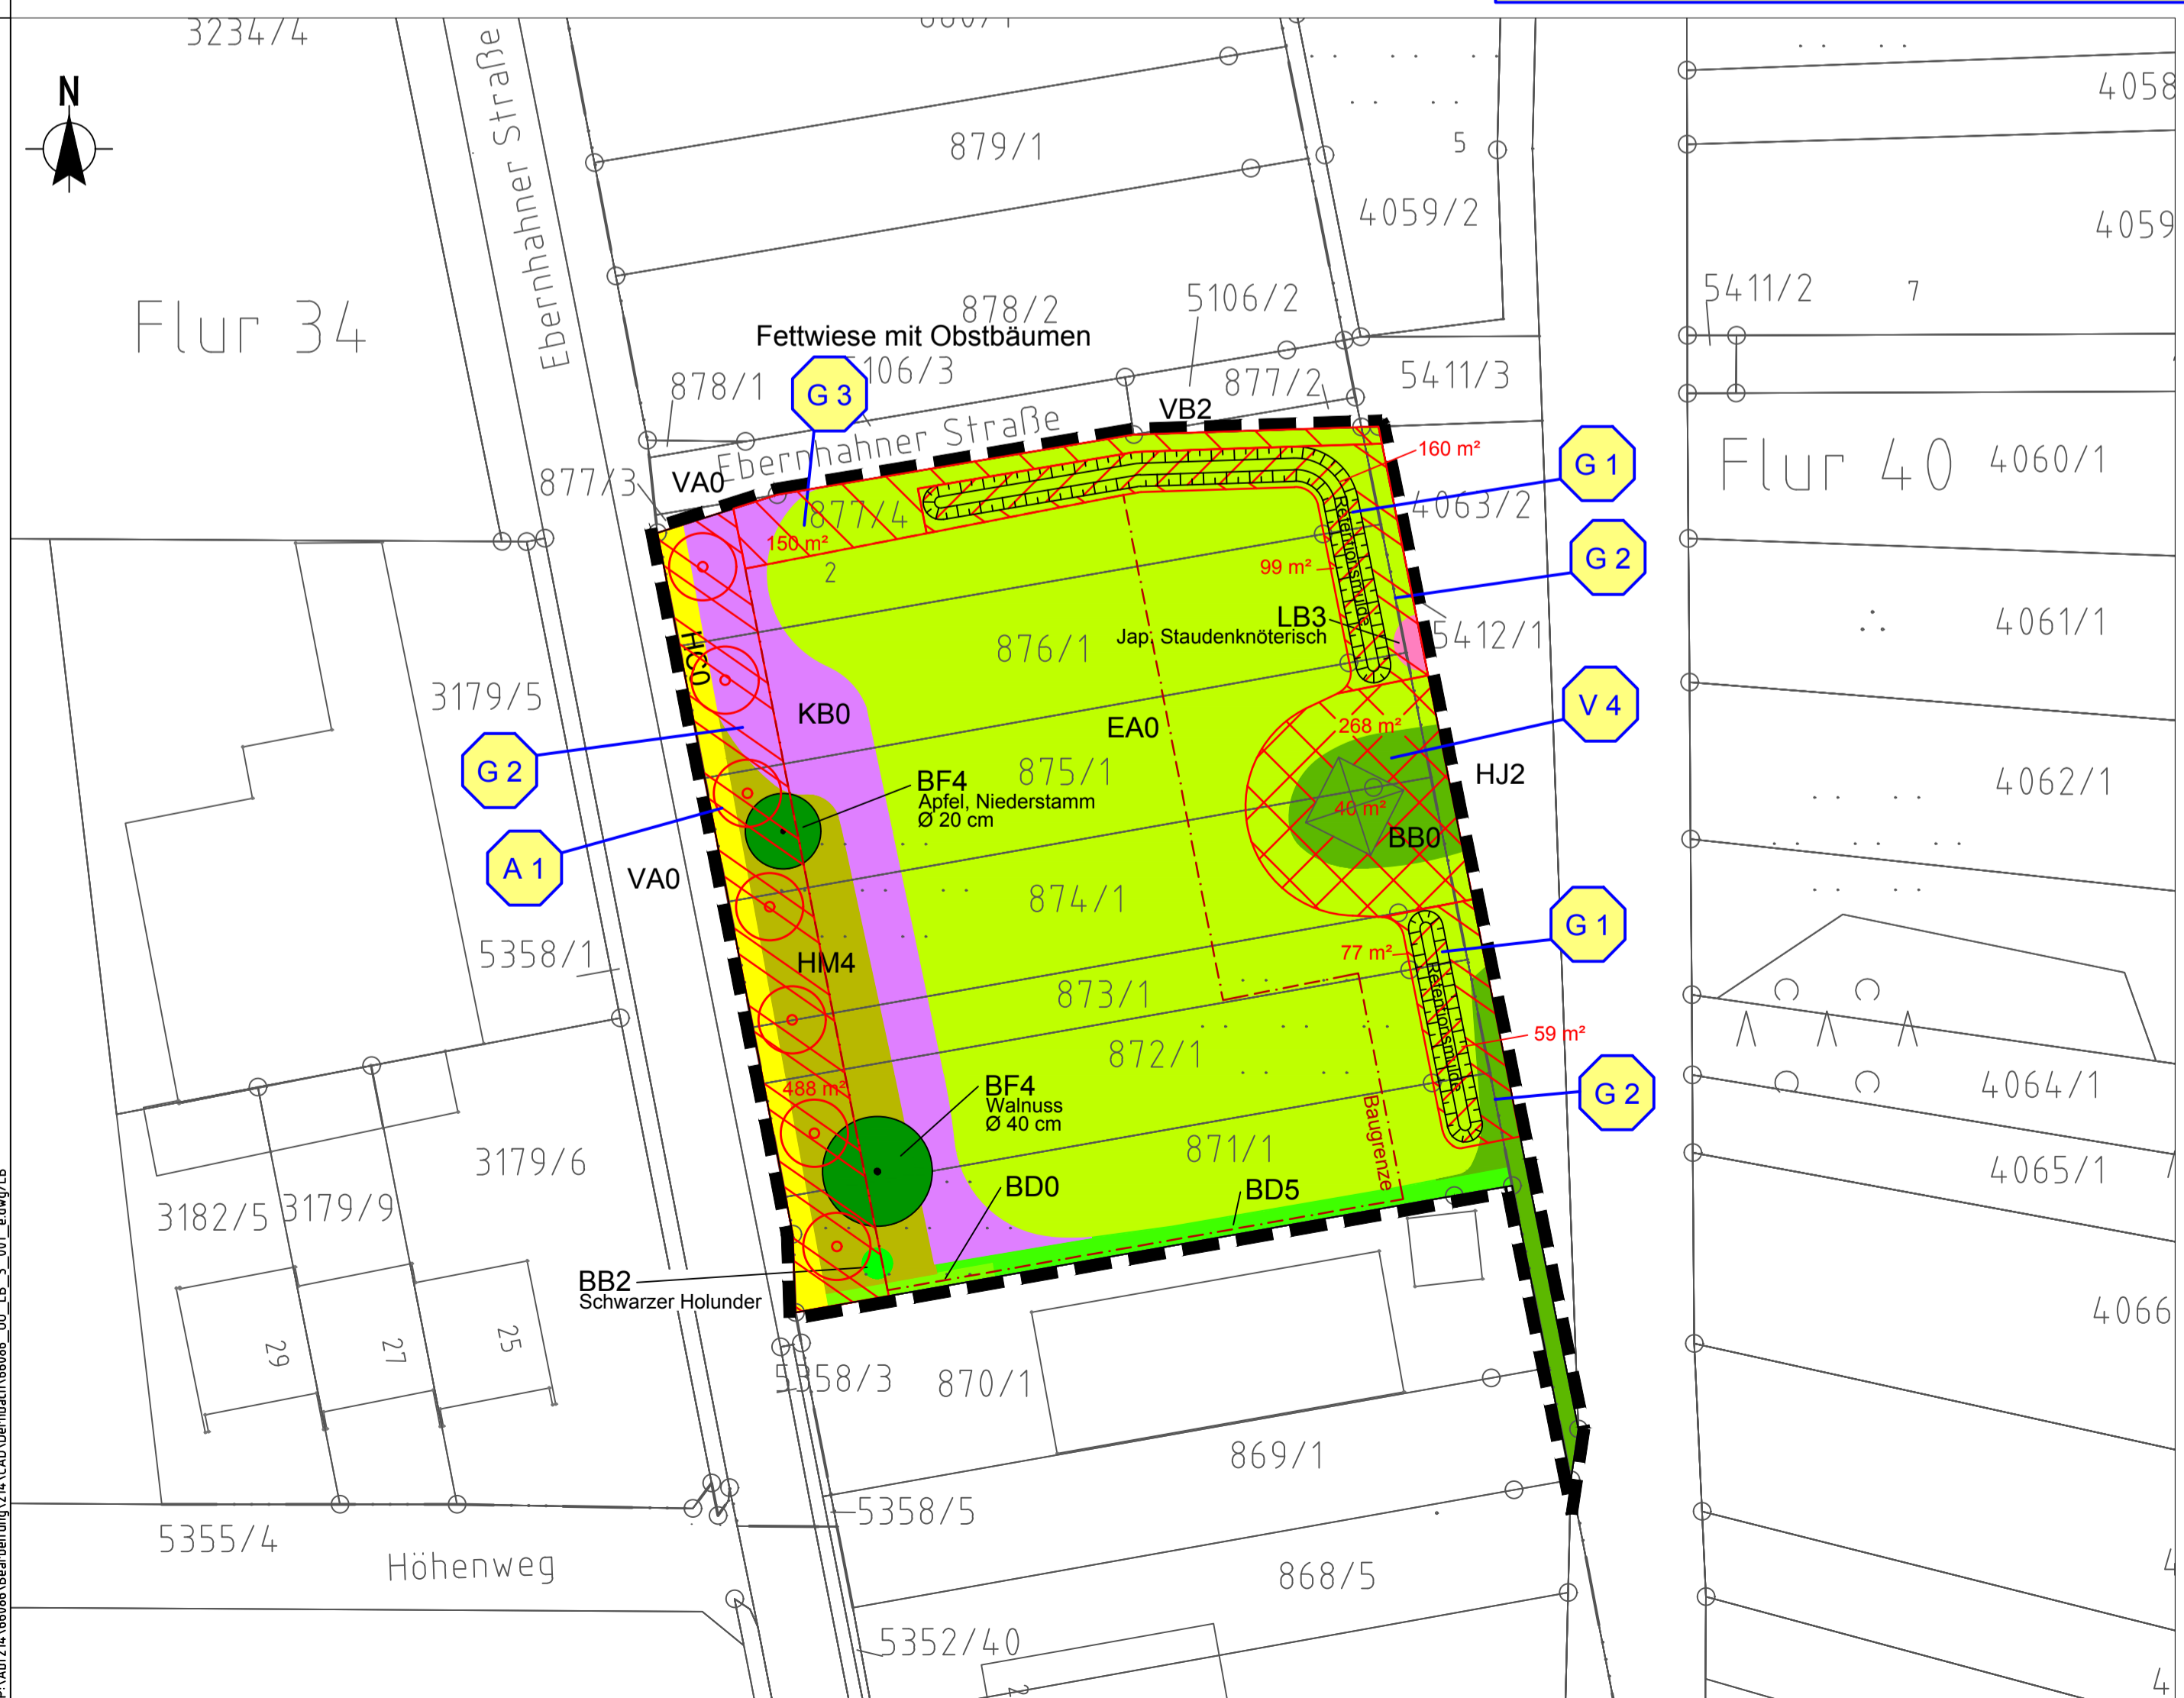 3234/4
Ebernhahner Straße
N
879/1
5
4058
4059/2
4059
Flur 34
878/2
5106/2
5411/2
7
Fettwiese mit Obstbäumen
878/1
G 3
106/3
877/2
5411/3
VB2
Ebernhahner Straße
160 m²
G 1
Flur 40
4060/1
877/3
VA0
877/4
4063/2
150 m²
2
99 m²
Retentionsmulde
G 2
LB3
Jap. Staudenknöterisch
876/1
5412/1
4061/1
HC0
3179/5
KB0
EA0
268 m²
V 4
G 2
875/1
HJ2
4062/1
BF4
Apfel, Niederstamm
Ø 20 cm
40 m²
BB0
A 1
VA0
874/1
G 1
5358/1
HM4
77 m²
873/1
Retentionsmulde
59 m²
872/1
488 m²
BF4
Walnuss
Ø 40 cm
G 2
4064/1
Baugrenze
3179/6
871/1
4065/1
BD0
BD5
3182/5
3179/9
BB2
Schwarzer Holunder
4066
29
27
25
5358/3
870/1
869/1
5358/5
5355/4
Höhenweg
868/5
5352/40